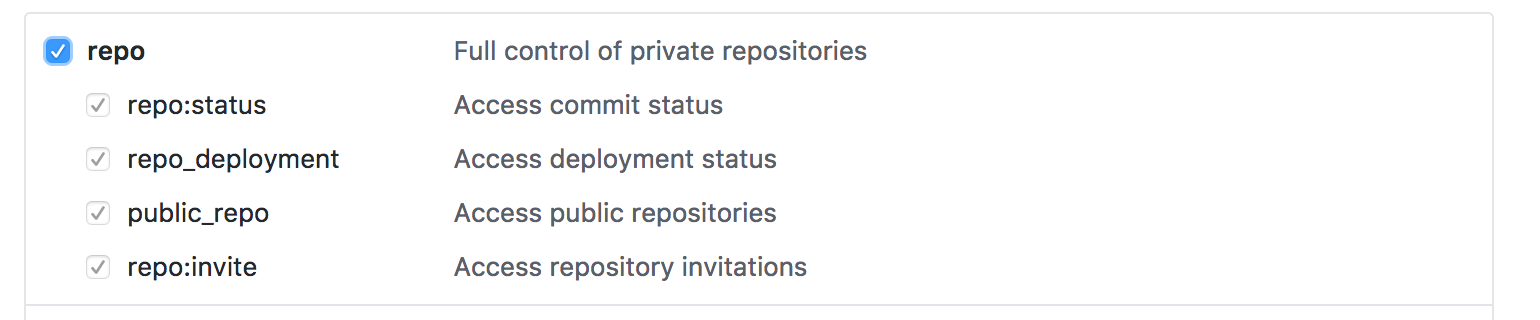 repo Full control of private repositories
repo:status Access commit status
repo_deployment Access deployment status
public_repo Access public repositories
repo:invite Access repository invitations